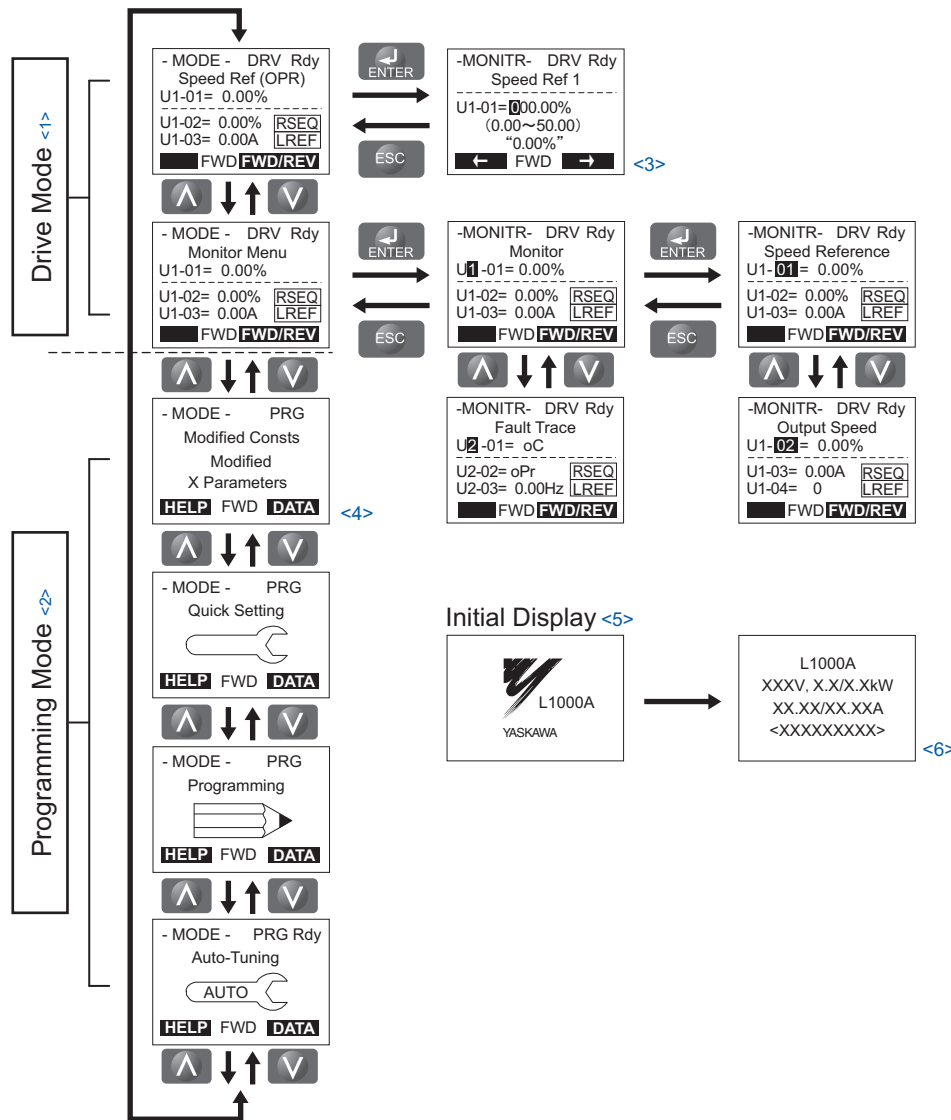 Drive Mode <1>
- MODE - DRV Rdy
Speed Ref (OPR)
U1-01= 0.00%
U1-02= 0.00% RSEQ
U1-03= 0.00A LREF
FWD FWD/REV
ENTER
ESC
-MONITR- DRV Rdy
Speed Ref 1
U1-01= 000.00%
(0.00~50.00)
“0.00%”
← FWD →
<3>
- MODE - DRV Rdy
Monitor Menu
U1-01= 0.00%
U1-02= 0.00% RSEQ
U1-03= 0.00A LREF
FWD FWD/REV
ENTER
ESC
-MONITR- DRV Rdy
Monitor
U1 -01= 0.00%
U1-02= 0.00% RSEQ
U1-03= 0.00A LREF
FWD FWD/REV
ENTER
ESC
-MONITR- DRV Rdy
Speed Reference
U1- 01 = 0.00%
U1-02= 0.00% RSEQ
U1-03= 0.00A LREF
FWD FWD/REV
-MONITR- DRV Rdy
Fault Trace
U2 -01= oC
U2-02= oPr RSEQ
U2-03= 0.00Hz LREF
FWD FWD/REV
-MONITR- DRV Rdy
Output Speed
U1- 02 = 0.00%
U1-03= 0.00A RSEQ
U1-04= 0 LREF
FWD FWD/REV
Programming Mode <2>
- MODE - PRG
Modified Consts
Modified
X Parameters
HELP FWD DATA
<4>
- MODE - PRG
Quick Setting
HELP FWD DATA
- MODE - PRG
Programming
HELP FWD DATA
- MODE - PRG Rdy
Auto-Tuning
AUTO
HELP FWD DATA
Initial Display <5>
L1000A
YASKAWA
L1000A
XXXV, X.X/X.XkW
XX.XX/XX.XXA
<XXXXXXXXX>
<6>